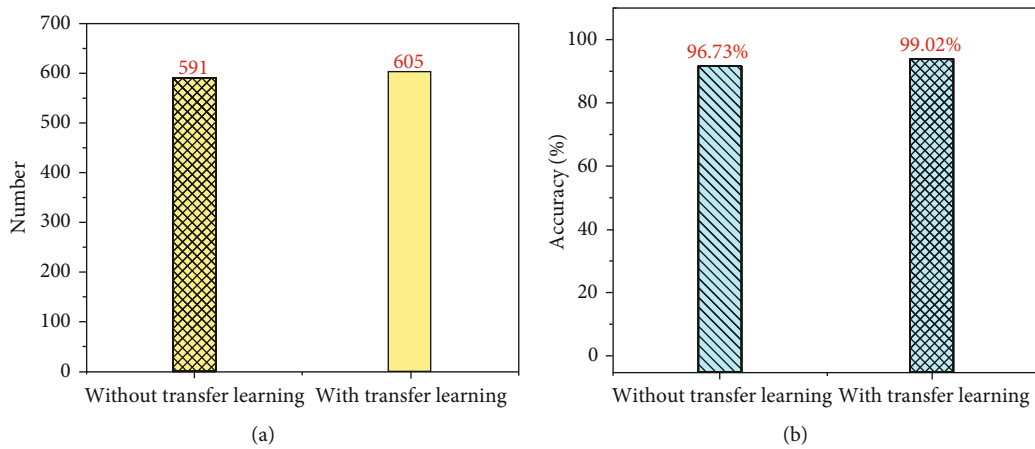 700
600
500
400
300
200
100
0
Number
591
605
Without transfer learning
With transfer learning
(a)
100
80
60
40
20
0
Accuracy (%)
96.73%
99.02%
Without transfer learning
With transfer learning
(b)